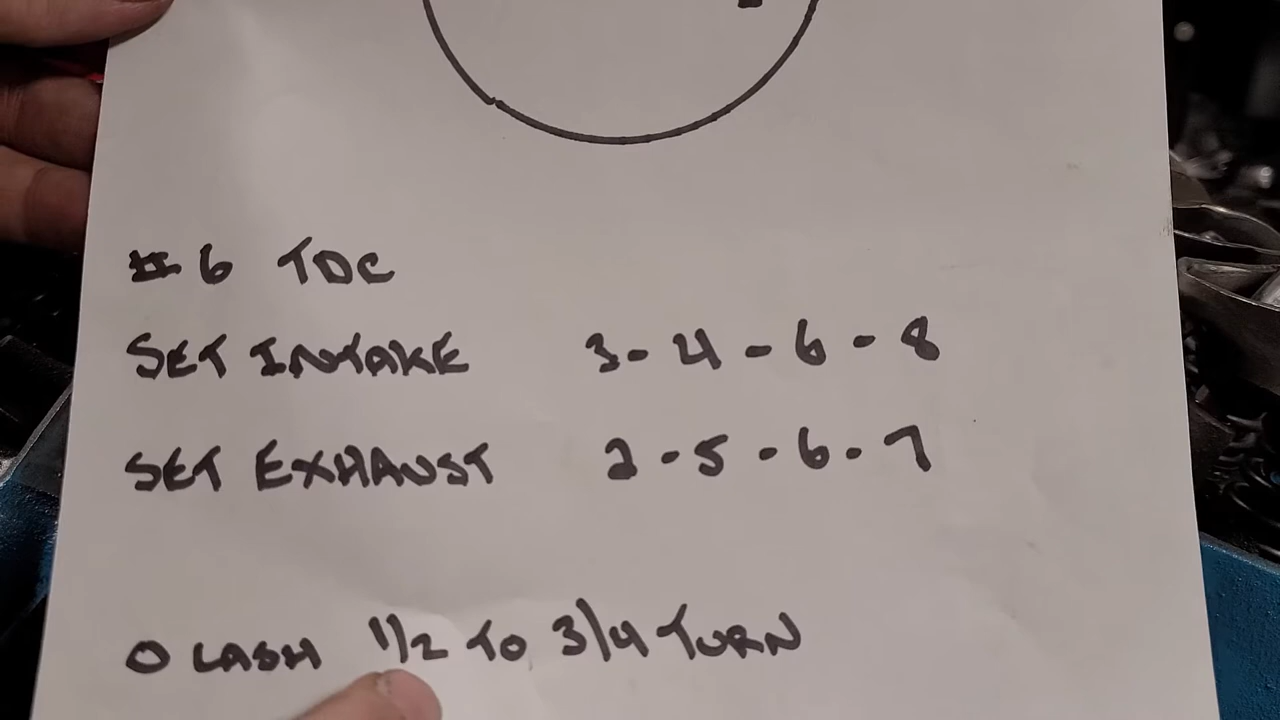 #6 TDC
SET INTAKE 3-4-6-8
SET EXHAUST 2-5-6-7
0 LASH 1/2 TO 3/4 TURN